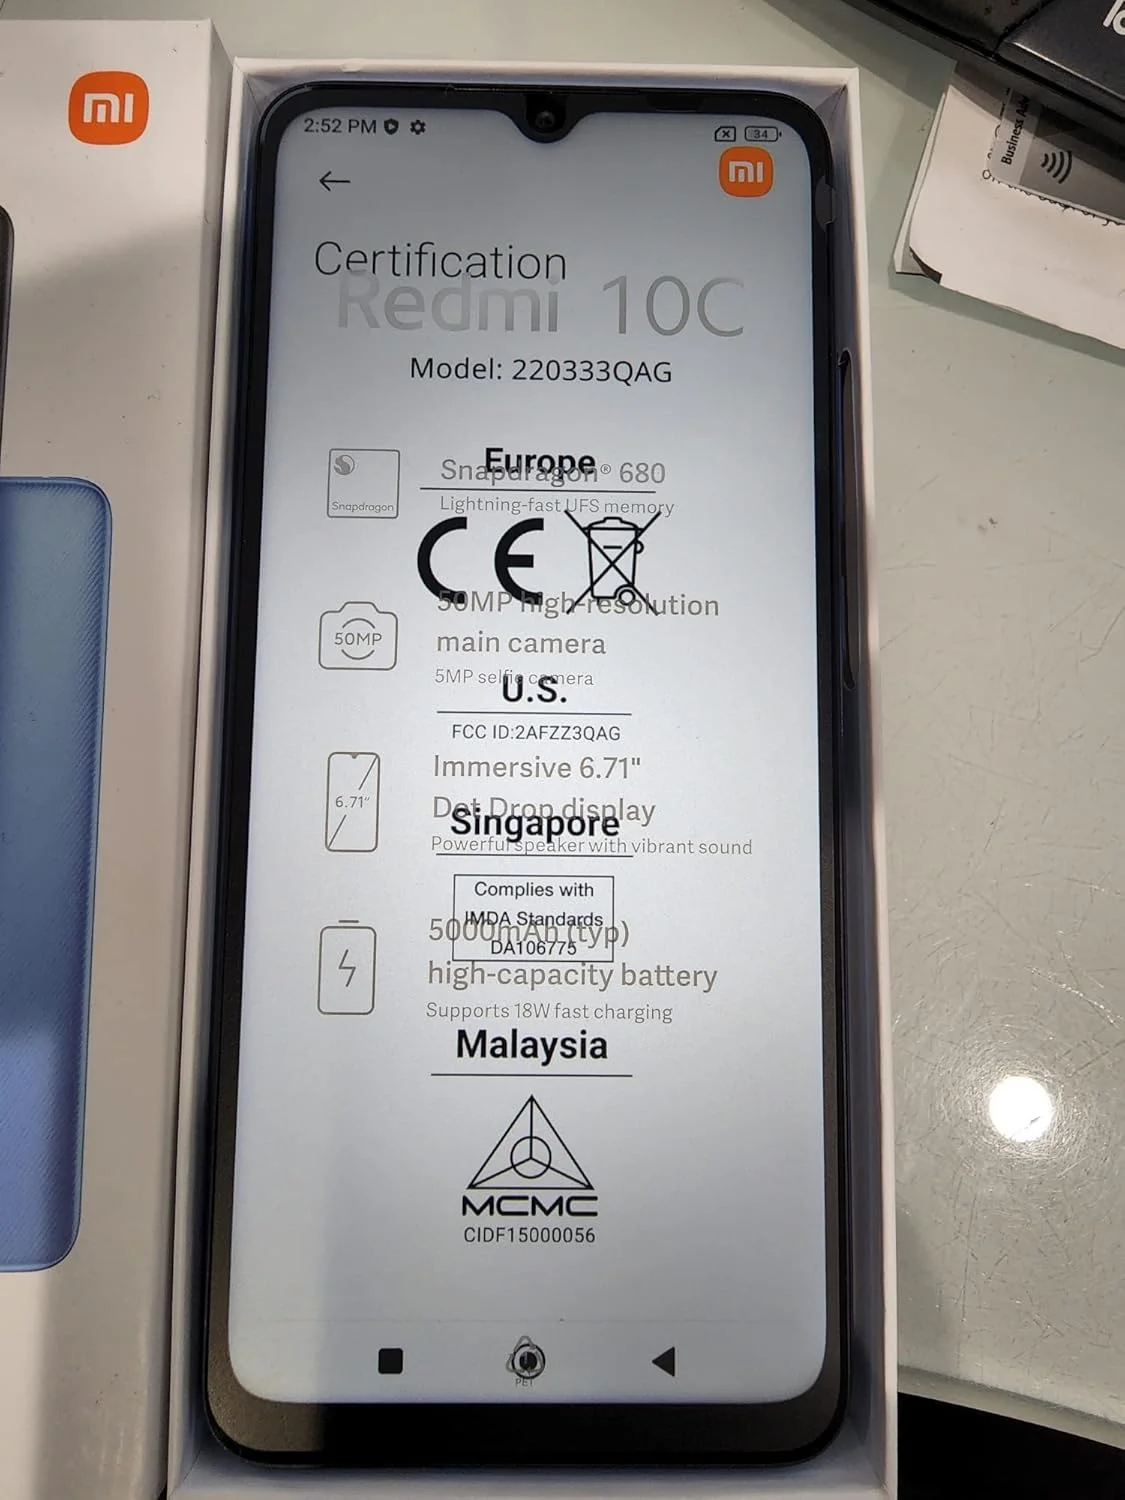 mi
2:52 PM
34
mi
Certification
Redmi 10C
Model: 220333QAG
Europe
Snapdragon® 680
Snapdragon
Lightning-fast UFS memory
CE
50MP high-resolution
50MP
main camera
5MP selfie camera
U.S.
FCC ID:2AFZZ3QAG
Immersive 6.71"
6.71"
Dot Drop display
Singapore
Powerful speaker with vibrant sound
Complies with
IMDA Standards
DA106775
5000mAh (typ)
high-capacity battery
Supports 18W fast charging
Malaysia
MCMC
CIDF15000056
PET
Business